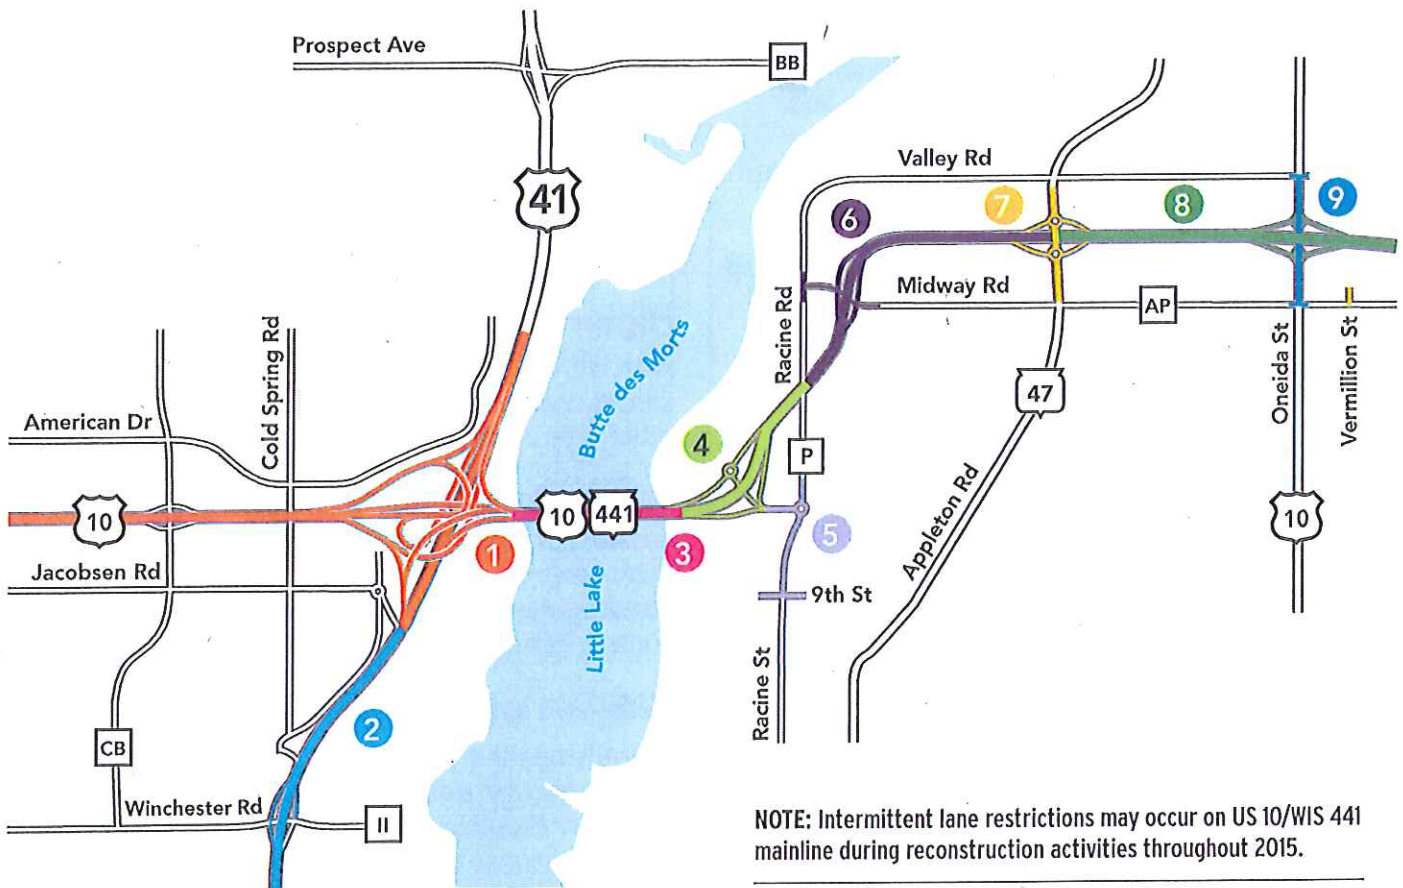 Prospect Ave
BB
41
Valley Rd
7
8
9
6
Midway Rd
AP
Racine Rd
Butte des Morts
Cold Spring Rd
American Dr
Oneida St
Vermillion St
47
4
P
10
10
441
10
5
1
3
Jacobsen Rd
Appleton Rd
9th St
Little Lake
Racine St
2
CB
Winchester Rd
II
NOTE: Intermittent lane restrictions may occur on US 10/WIS 441
mainline during reconstruction activities throughout 2015.